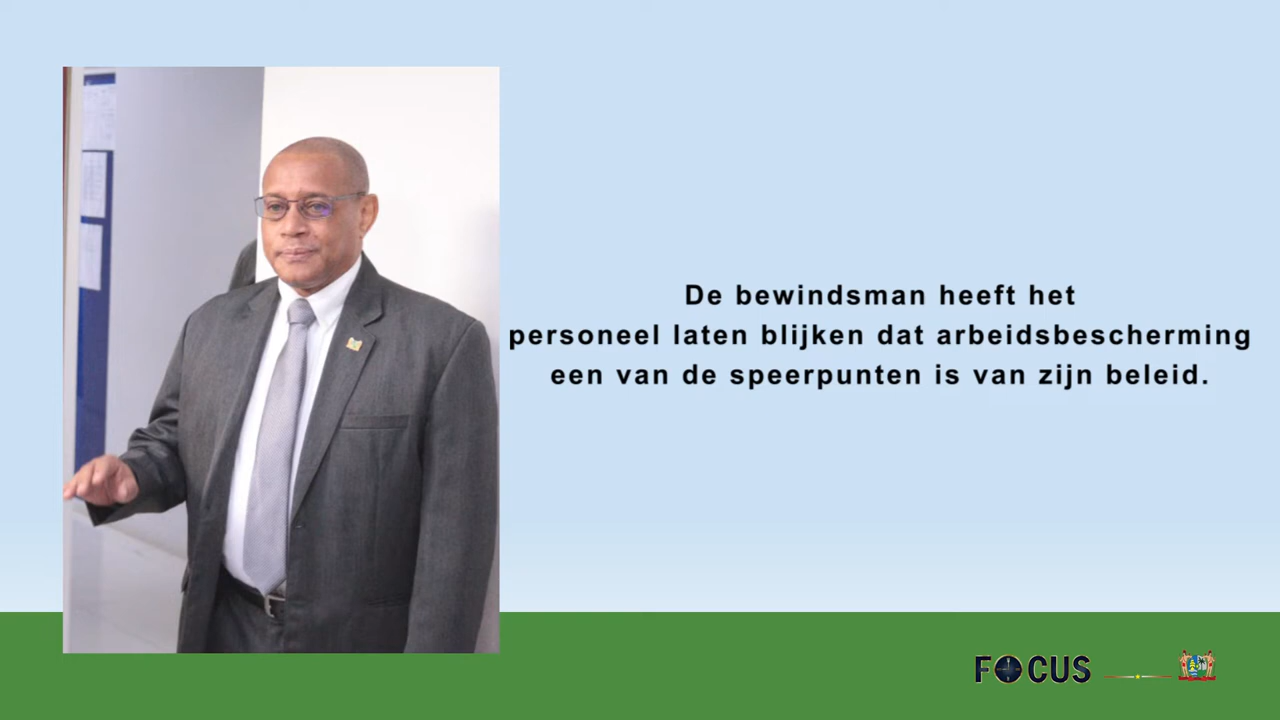 De bewindsman heeft het
personeel laten blijken dat arbeidsbescherming
een van de speerpunten is van zijn beleid.
FOCUS